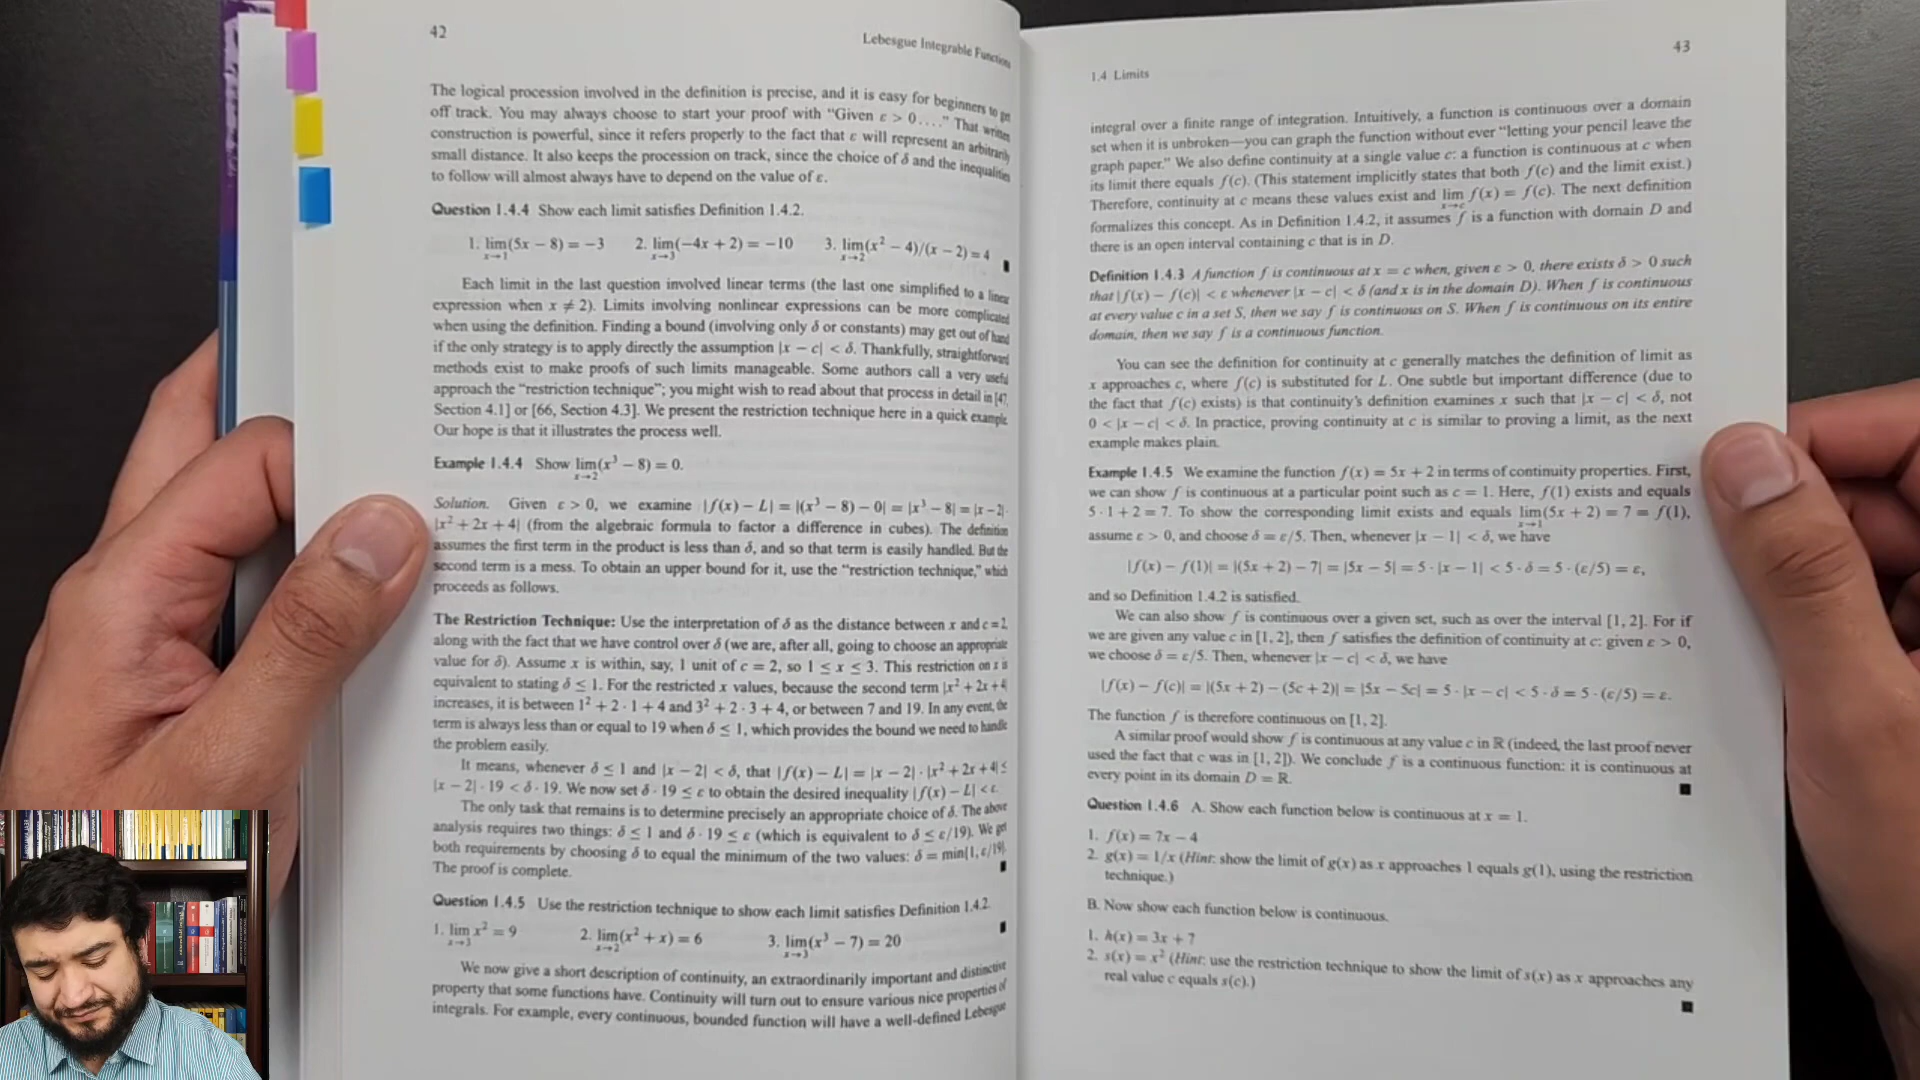 42
Lebesgue Integrable Functions
The logical procession involved in the definition is precise, and it is easy for beginners to get
off track. You may always choose to start your proof with “Given ε > 0....” That written
construction is powerful, since it refers properly to the fact that ε will represent an arbitrarily
small distance. It also keeps the procession on track, since the choice of δ and the inequalities
to follow will almost always have to depend on the value of ε.
Question 1.4.4 Show each limit satisfies Definition 1.4.2.
1. lim(5x − 8) = −3 2. lim(−4x + 2) = −10 3. lim(x² − 4)/(x − 2) = 4
x→1 x→3 x→2
Each limit in the last question involved linear terms (the last one simplified to a linear
expression when x ≠ 2). Limits involving nonlinear expressions can be more complicated
when using the definition. Finding a bound (involving only δ or constants) may get out of hand
if the only strategy is to apply directly the assumption |x − c| < δ. Thankfully, straightforward
methods exist to make proofs of such limits manageable. Some authors call a very useful
approach the “restriction technique”; you might wish to read about that process in detail in [47,
Section 4.1] or [66, Section 4.3]. We present the restriction technique here in a quick example.
Our hope is that it illustrates the process well.
Example 1.4.4 Show lim(x³ − 8) = 0.
x→2
Solution. Given ε > 0, we examine |f(x) − L| = |(x³ − 8) − 0| = |x³ − 8| = |x − 2|·
|x² + 2x + 4| (from the algebraic formula to factor a difference in cubes). The definition
assumes the first term in the product is less than δ, and so that term is easily handled. But the
second term is a mess. To obtain an upper bound for it, use the “restriction technique,” which
proceeds as follows.
The Restriction Technique: Use the interpretation of δ as the distance between x and c = 2,
along with the fact that we have control over δ (we are, after all, going to choose an appropriate
value for δ). Assume x is within, say, 1 unit of c = 2, so 1 ≤ x ≤ 3. This restriction on x is
equivalent to stating δ ≤ 1. For the restricted x values, because the second term |x² + 2x + 4|
increases, it is between 1² + 2 · 1 + 4 and 3² + 2 · 3 + 4, or between 7 and 19. In any event, the
term is always less than or equal to 19 when δ ≤ 1, which provides the bound we need to handle
the problem easily.
It means, whenever δ ≤ 1 and |x − 2| < δ, that |f(x) − L| = |x − 2| · |x² + 2x + 4| ≤
|x − 2| · 19 < δ · 19. We now set δ · 19 ≤ ε to obtain the desired inequality |f(x) − L| < ε.
The only task that remains is to determine precisely an appropriate choice of δ. The above
analysis requires two things: δ ≤ 1 and δ · 19 ≤ ε (which is equivalent to δ ≤ ε/19). We get
both requirements by choosing δ to equal the minimum of the two values: δ = min{1, ε/19}.
The proof is complete.
Question 1.4.5 Use the restriction technique to show each limit satisfies Definition 1.4.2.
1. lim x² = 9 2. lim(x² + x) = 6 3. lim(x³ − 7) = 20
x→3 x→2 x→3
We now give a short description of continuity, an extraordinarily important and distinctive
property that some functions have. Continuity will turn out to ensure various nice properties of
integrals. For example, every continuous, bounded function will have a well-defined Lebesgue
43
1.4 Limits
integral over a finite range of integration. Intuitively, a function is continuous over a domain
set when it is unbroken—you can graph the function without ever “letting your pencil leave the
graph paper.” We also define continuity at a single value c: a function is continuous at c when
its limit there equals f(c). (This statement implicitly states that both f(c) and the limit exist.)
Therefore, continuity at c means these values exist and lim f(x) = f(c). The next definition
x→c
formalizes this concept. As in Definition 1.4.2, it assumes f is a function with domain D and
there is an open interval containing c that is in D.
Definition 1.4.3 A function f is continuous at x = c when, given ε > 0, there exists δ > 0 such
that |f(x) − f(c)| < ε whenever |x − c| < δ (and x is in the domain D). When f is continuous
at every value c in a set S, then we say f is continuous on S. When f is continuous on its entire
domain, then we say f is a continuous function.
You can see the definition for continuity at c generally matches the definition of limit as
x approaches c, where f(c) is substituted for L. One subtle but important difference (due to
the fact that f(c) exists) is that continuity’s definition examines x such that |x − c| < δ, not
0 < |x − c| < δ. In practice, proving continuity at c is similar to proving a limit, as the next
example makes plain.
Example 1.4.5 We examine the function f(x) = 5x + 2 in terms of continuity properties. First,
we can show f is continuous at a particular point such as c = 1. Here, f(1) exists and equals
5 · 1 + 2 = 7. To show the corresponding limit exists and equals lim(5x + 2) = 7 = f(1),
x→1
assume ε > 0, and choose δ = ε/5. Then, whenever |x − 1| < δ, we have
|f(x) − f(1)| = |(5x + 2) − 7| = |5x − 5| = 5 · |x − 1| < 5 · δ = 5 · (ε/5) = ε,
and so Definition 1.4.2 is satisfied.
We can also show f is continuous over a given set, such as over the interval [1, 2]. For if
we are given any value c in [1, 2], then f satisfies the definition of continuity at c: given ε > 0,
we choose δ = ε/5. Then, whenever |x − c| < δ, we have
|f(x) − f(c)| = |(5x + 2) − (5c + 2)| = |5x − 5c| = 5 · |x − c| < 5 · δ = 5 · (ε/5) = ε.
The function f is therefore continuous on [1, 2].
A similar proof would show f is continuous at any value c in ℝ (indeed, the last proof never
used the fact that c was in [1, 2]). We conclude f is a continuous function: it is continuous at
every point in its domain D = ℝ.
Question 1.4.6 A. Show each function below is continuous at x = 1.
1. f(x) = 7x − 4
2. g(x) = 1/x (Hint: show the limit of g(x) as x approaches 1 equals g(1), using the restriction
technique.)
B. Now show each function below is continuous.
1. h(x) = 3x + 7
2. s(x) = x² (Hint: use the restriction technique to show the limit of s(x) as x approaches any
real value c equals s(c).)